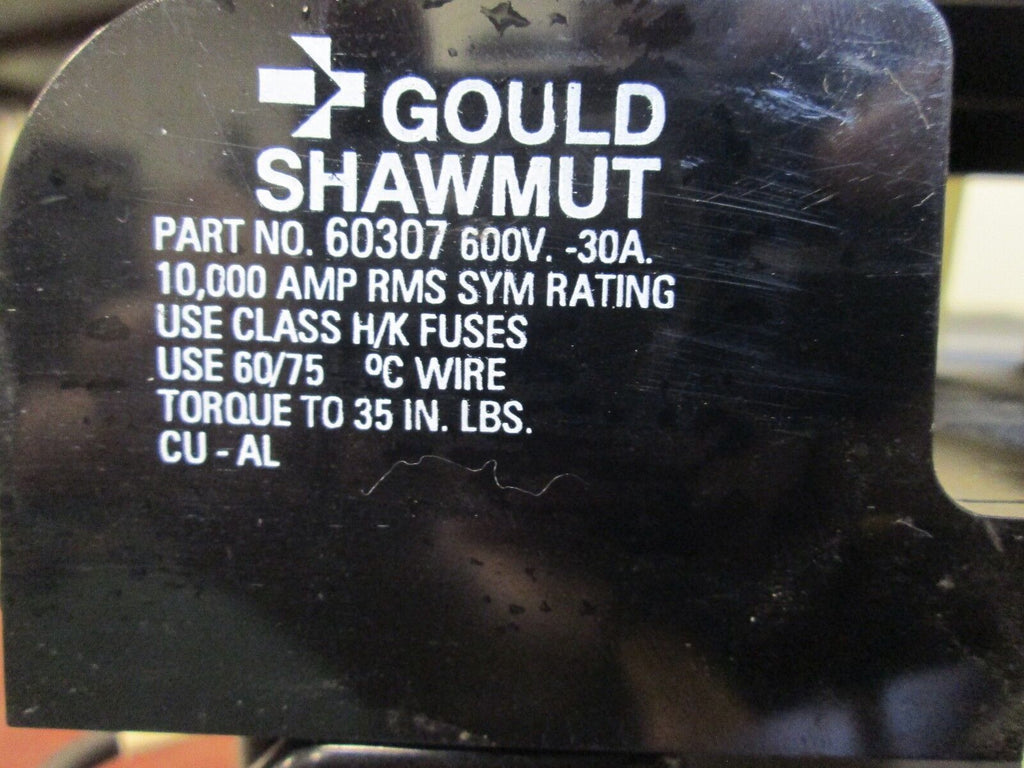 GOULD
SHAWMUT
PART NO. 60307 600V. -30A.
10,000 AMP RMS SYM RATING
USE CLASS H/K FUSES
USE 60/75 ºC WIRE
TORQUE TO 35 IN. LBS.
CU - AL